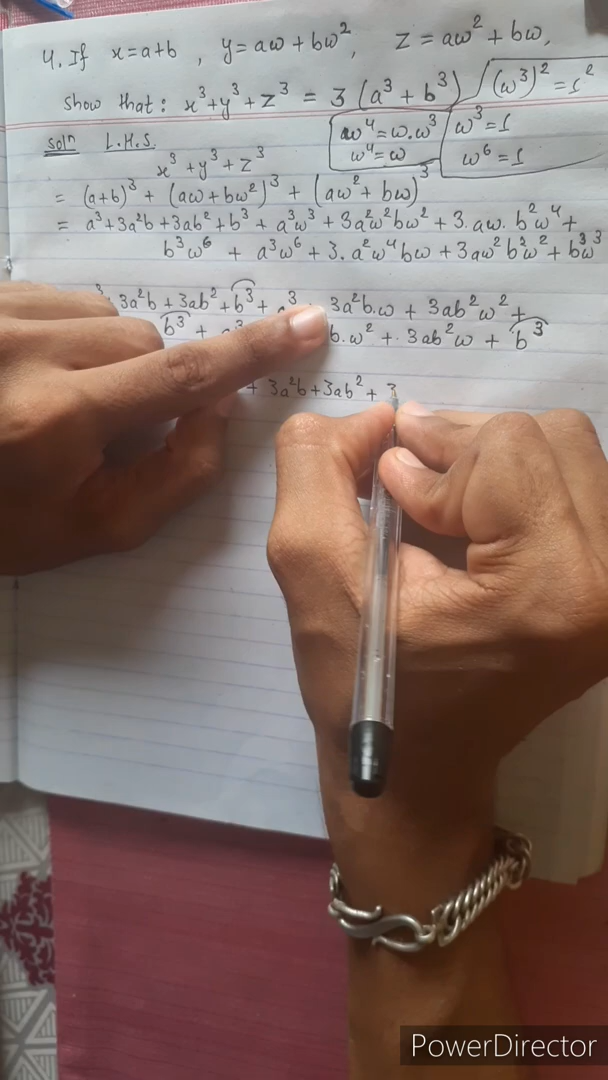 4. If x = a+b , y = aω + bω², z = aω² + bω,
show that: x³+y³+z³ = 3(a³+b³)
(ω³)² = 1²
Solⁿ L.H.S.
aω⁴ = ω.ω³
ω³ = 1
ω⁴ = ω
ω⁶ = 1
x³+y³+z³
= (a+b)³ + (aω + bω²)³ + (aω² + bω)³
= a³+3a²b+3ab²+b³ + a³ω³ + 3a²ω²bω² + 3.aω.b²ω⁴ +
b³ω⁶ + a³ω⁶ + 3.a²ω⁴bω + 3aω²b²ω² + b³ω³
3a²b + 3ab² + b³ + 3a²b.ω + 3ab²ω² +
b³ + b.ω² + 3ab²ω + b³
+ 3a²b+3ab² + 3
PowerDirector